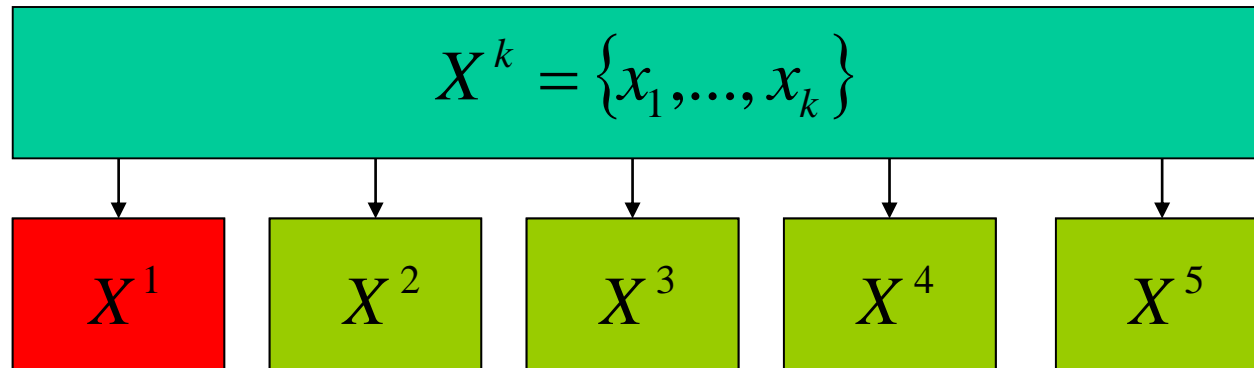 X^k = {x_1,..., x_k}
X^1 X^2 X^3 X^4 X^5